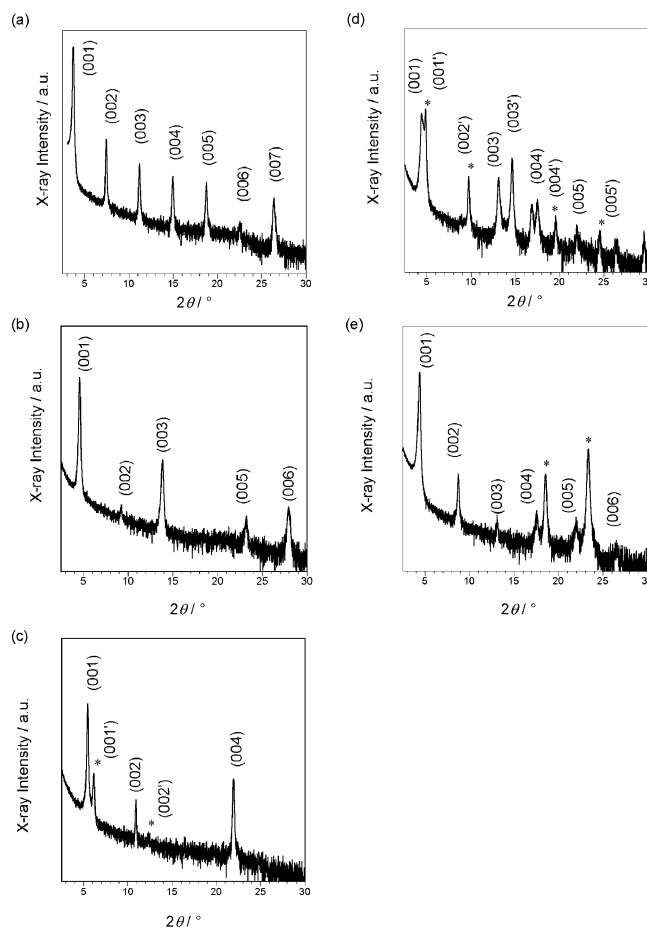 (a)
X-ray Intensity / a.u.
(001)
(002)
(003)
(004)
(005)
(006)
(007)
5 10 15 20 25 30
2θ / °
(b)
X-ray Intensity / a.u.
(001)
(002)
(003)
(005)
(006)
5 10 15 20 25 30
2θ / °
(c)
X-ray Intensity / a.u.
(001)
* (001')
(002)
* (002')
(004)
5 10 15 20 25 30
2θ / °
(d)
X-ray Intensity / a.u.
(001)
* (001')
(002') *
(003)
(003')
(004)
* (004')
(005)
* (005')
5 10 15 20 25 30
2θ / °
(e)
X-ray Intensity / a.u.
(001)
(002)
(003)
(004)
*
(005)
*
(006)
5 10 15 20 25 30
2θ / °